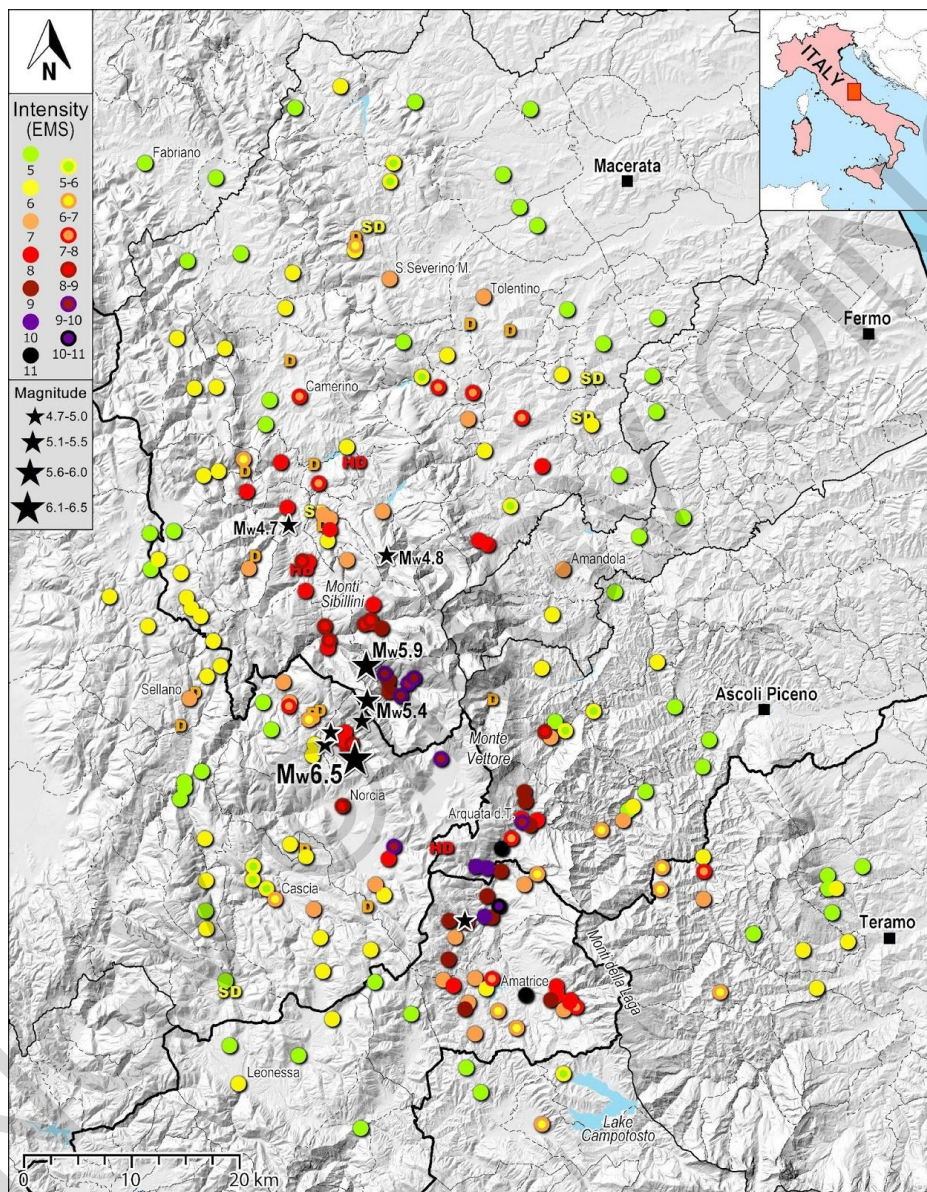 N
ITALY
Intensity
(EMS)
5
5-6
6
6-7
7
7-8
8
8-9
9
9-10
10
10-11
11
Magnitude
4.7-5.0
5.1-5.5
5.6-6.0
6.1-6.5
Fabriano
Macerata
SD
D
S.Severino M.
Tolentino
D
D
Fermo
D
Camerino
SD
SD
D
D
HD
S
D
Mw4.7
Mw4.8
D
HD
Amandola
Monti
Sibillini
Mw5.9
Sellano
D
D
Mw5.4
D
D
Ascoli Piceno
Monte
Vettore
Mw6.5
Norcia
Arquata d.T.
HD
D
Cascia
D
Teramo
Monti della Laga
Amatrice
SD
Leonessa
Lake
Campotosto
0 10 20 km